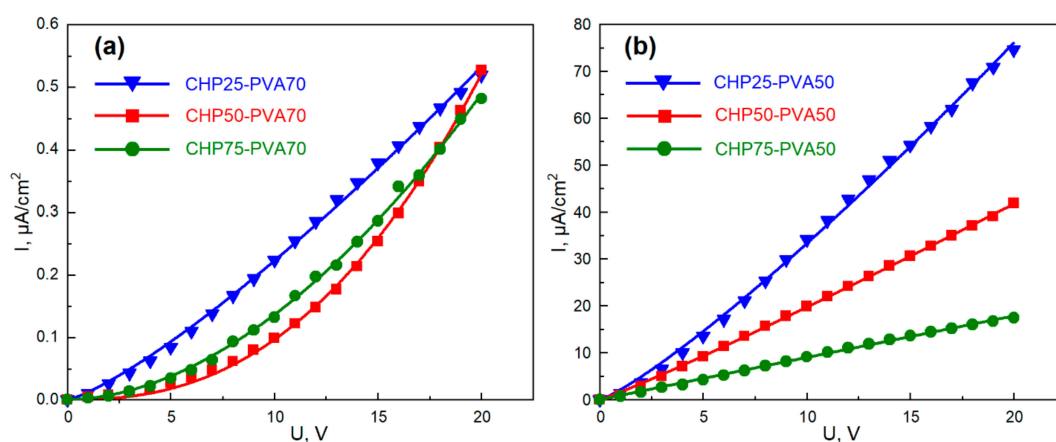 (a)
CHP25-PVA70
CHP50-PVA70
CHP75-PVA70
I, µA/cm²
0.6
0.5
0.4
0.3
0.2
0.1
0.0
0
5
10
15
20
U, V
(b)
CHP25-PVA50
CHP50-PVA50
CHP75-PVA50
I, µA/cm²
80
70
60
50
40
30
20
10
0
0
5
10
15
20
U, V